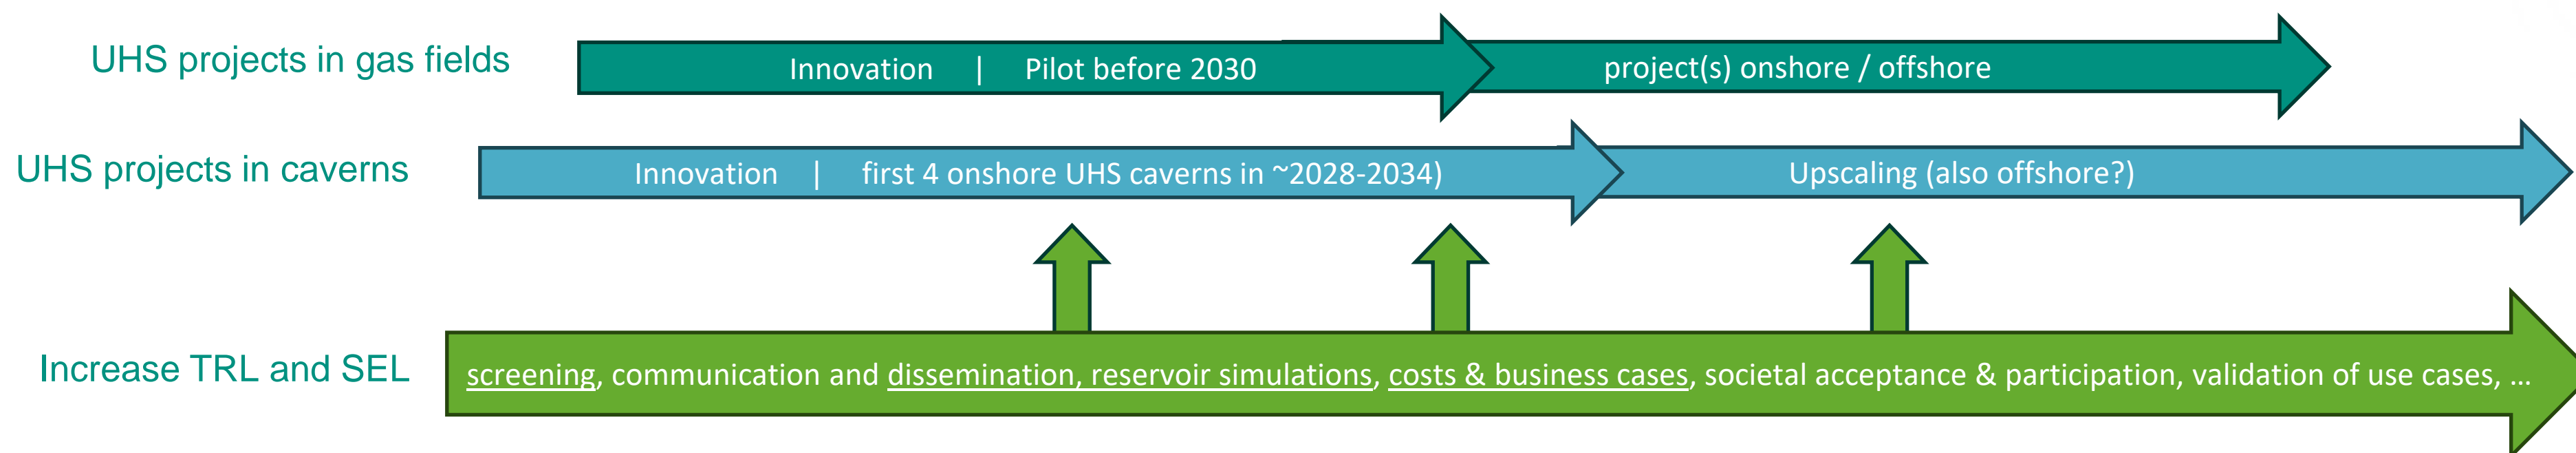 UHS projects in gas fields
Innovation | Pilot before 2030
project(s) onshore / offshore
UHS projects in caverns
Innovation | first 4 onshore UHS caverns in ~2028-2034)
Upscaling (also offshore?)
Increase TRL and SEL
screening, communication and dissemination, reservoir simulations, costs & business cases, societal acceptance & participation, validation of use cases, ...